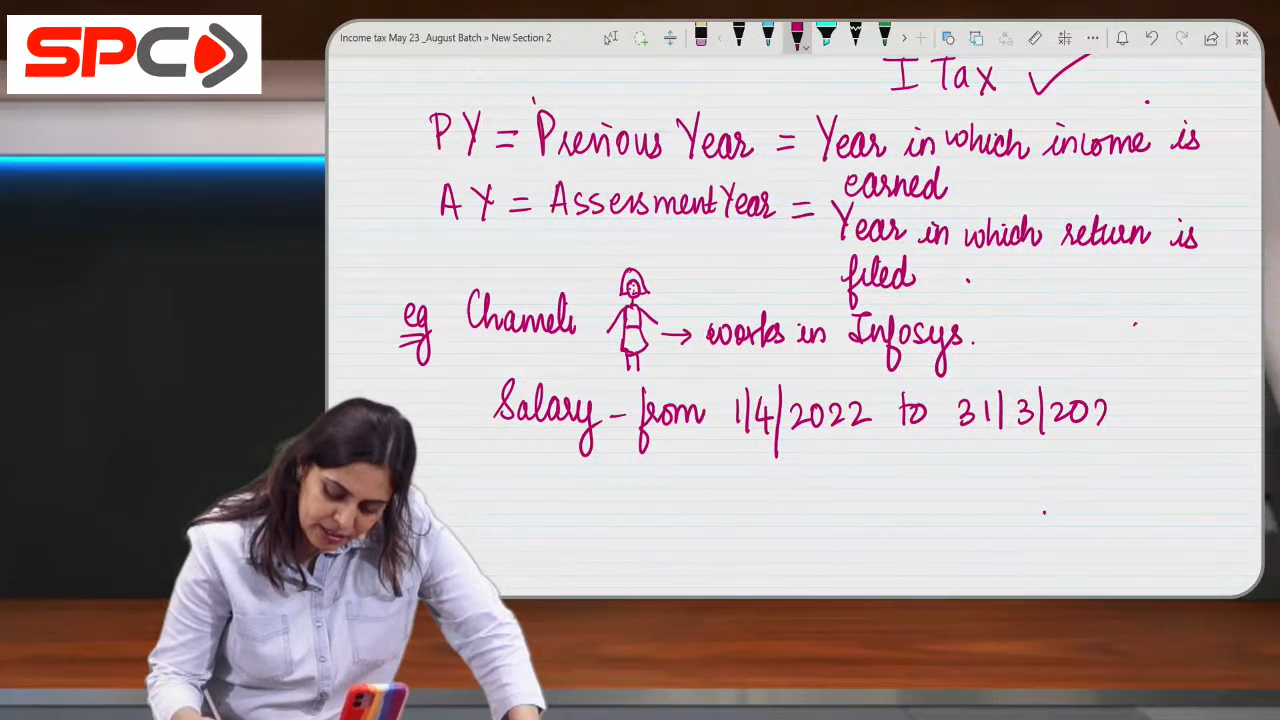 SPC
Income tax May 23 _August Batch » New Section 2
I Tax ✓
PY = Previous Year = Year in which income is
earned
AY = Assessment Year = Year in which return is
filed
eg Chameli → works in Infosys.
Salary - from 1/4/2022 to 31/3/202